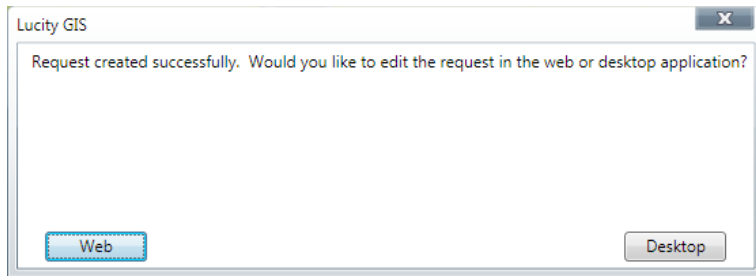 Lucity GIS
X
Request created successfully.  Would you like to edit the request in the web or desktop application?
Web
Desktop